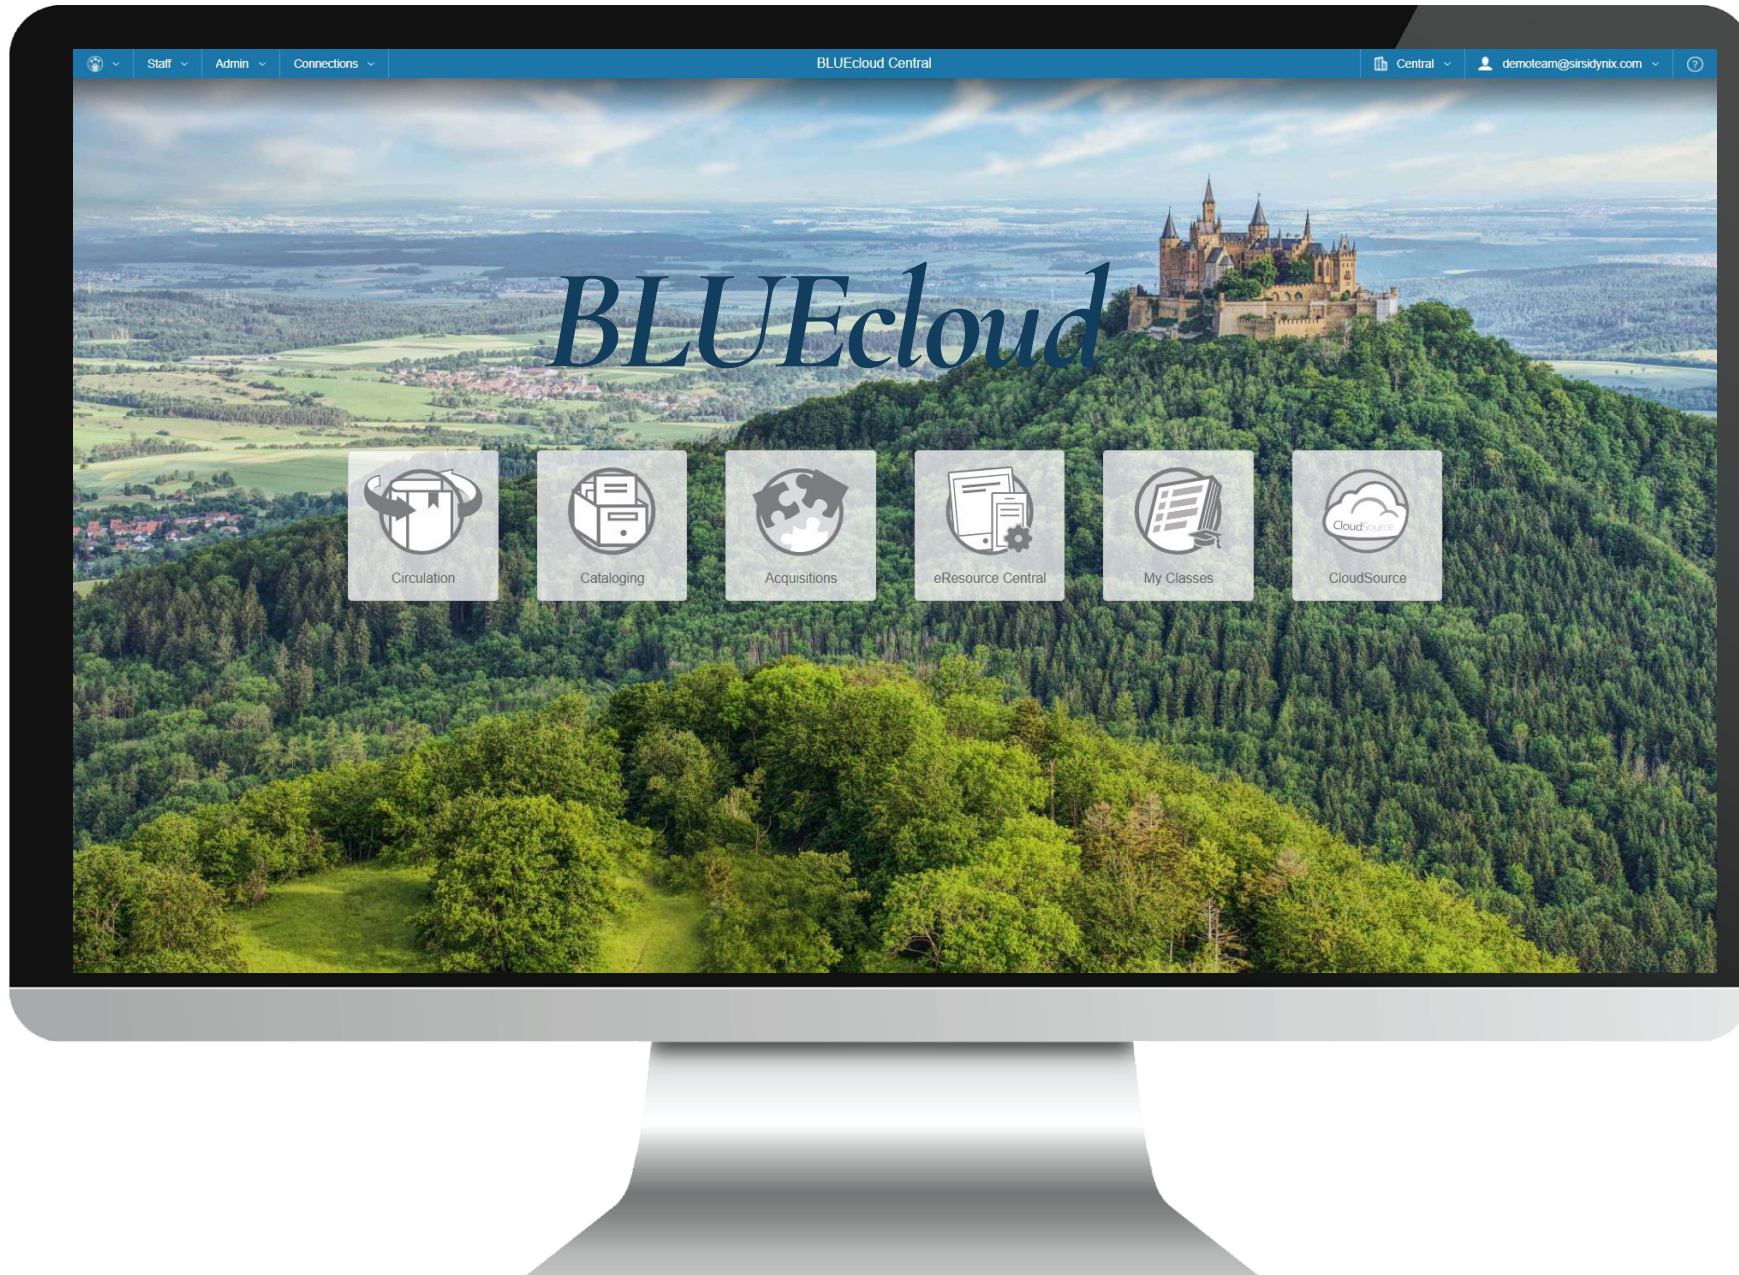 Staff Admin Connections BLUEcloud Central Central demoteam@sirsidynix.com ?
BLUEcloud
CloudSource
Circulation Cataloging Acquisitions eResource Central My Classes CloudSource